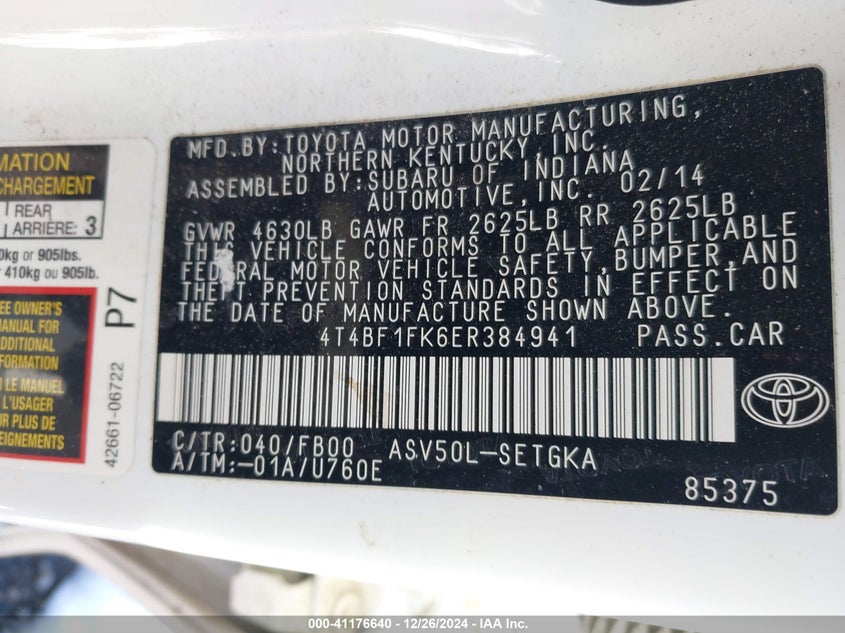 MATION
CHARGEMENT
REAR
ARRIÈRE: 3
0kg or 905lbs.
410kg ou 905lb.
EE OWNER'S
MANUAL FOR
ADDITIONAL
FORMATION
R LE MANUEL
L'USAGER
UR PLUS DE
SEIGNEMENTS
P7
42661-06722
MFD.BY:TOYOTA MOTOR MANUFACTURING,
NORTHERN KENTUCKY,INC.
ASSEMBLED BY:SUBARU OF INDIANA
AUTOMOTIVE,INC. 02/14
GVWR 4630LB GAWR FR 2625LB RR 2625LB
THIS VEHICLE CONFORMS TO ALL APPLICABLE
FEDERAL MOTOR VEHICLE SAFETY,BUMPER,AND
THEFT PREVENTION STANDARDS IN EFFECT ON
THE DATE OF MANUFACTURE SHOWN ABOVE.
4T4BF1FK6ER384941 PASS.CAR
C/TR:040/FB00 ASV50L-SETGKA
A/TM:-01A/U760E
85375
000-41176640 • 12/26/2024 • IAA Inc.